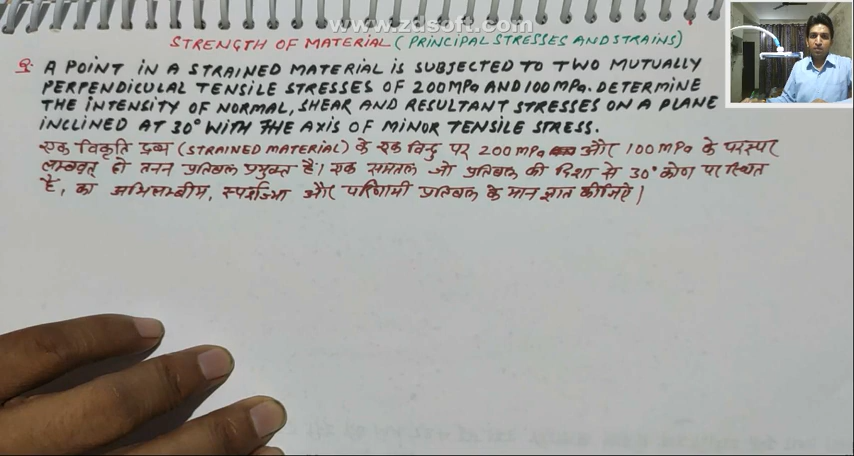 www.zdsoft.com
STRENGTH OF MATERIAL (PRINCIPAL STRESSES AND STRAINS)
Q: A POINT IN A STRAINED MATERIAL IS SUBJECTED TO TWO MUTUALLY
PERPENDICULAR TENSILE STRESSES OF 200MPa AND 100MPa. DETERMINE
THE INTENSITY OF NORMAL, SHEAR AND RESULTANT STRESSES ON A PLANE
INCLINED AT 30° WITH THE AXIS OF MINOR TENSILE STRESS.
एक विकृति द्रव्य (STRAINED MATERIAL) के एक बिन्दु पर 200 MPa और 100 MPa के परस्पर
लम्बवत् दो तनन प्रतिबल प्रयुक्त हैं। एक समतल जो प्रतिबल की दिशा से 30° कोण पर स्थित
है, का अभिलम्बीय, और परिणामी प्रतिबल के मान ज्ञात कीजिए।